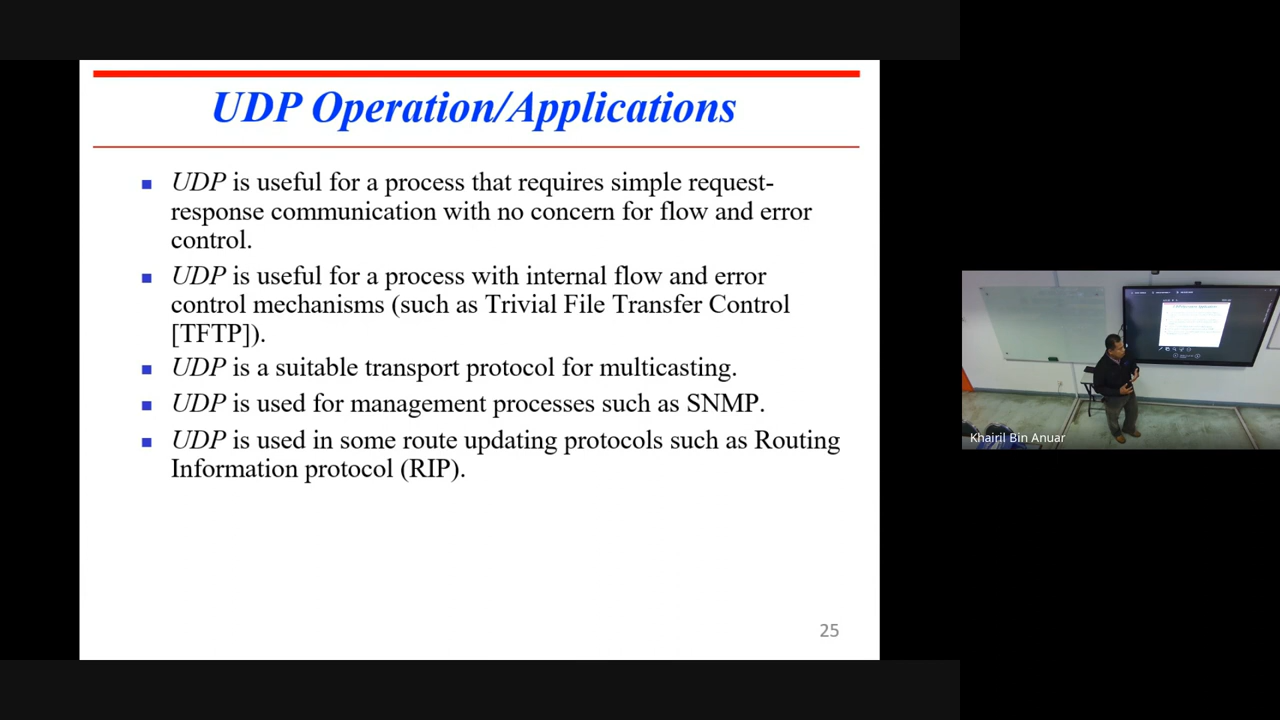 UDP Operation/Applications
UDP is useful for a process that requires simple request-
response communication with no concern for flow and error
control.
UDP is useful for a process with internal flow and error
control mechanisms (such as Trivial File Transfer Control
[TFTP]).
UDP is a suitable transport protocol for multicasting.
UDP is used for management processes such as SNMP.
UDP is used in some route updating protocols such as Routing
Information protocol (RIP).
25
Khairil Bin Anuar